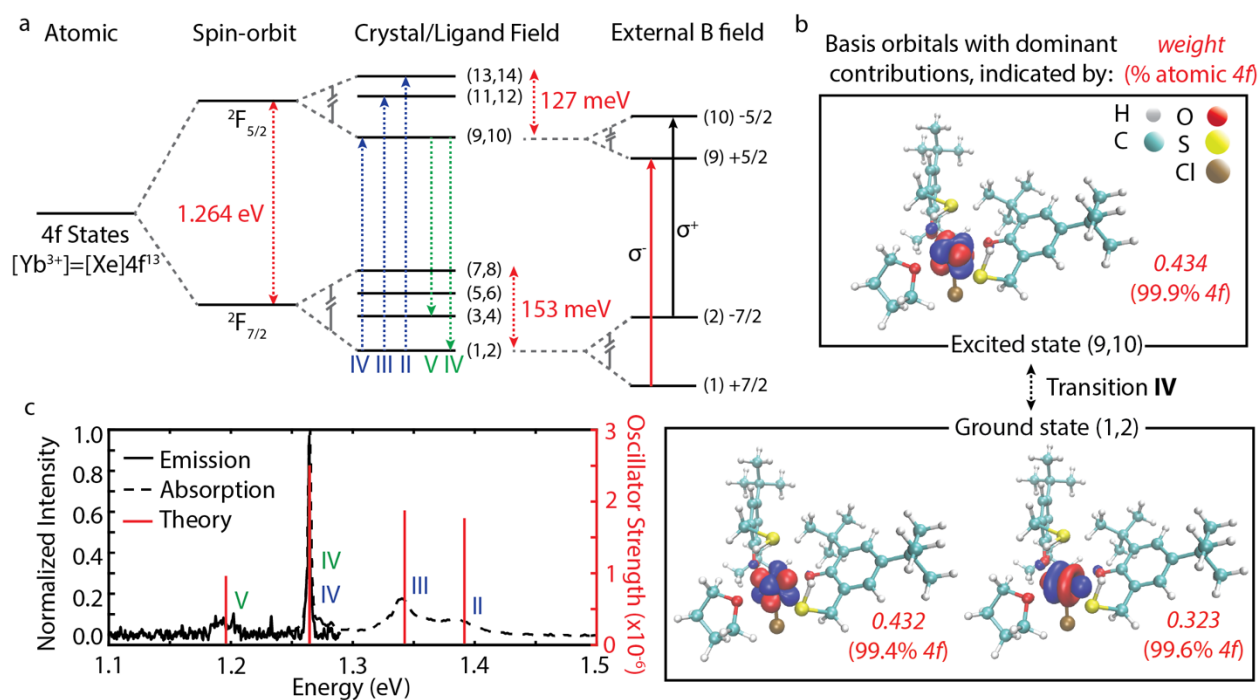 a
Atomic
Spin-orbit
Crystal/Ligand Field
External B field
4f States
[Yb³⁺]=[Xe]4f¹³
²F₅/₂
1.264 eV
²F₇/₂
(13,14)
(11,12)
127 meV
(9,10)
(7,8)
(5,6)
153 meV
(3,4)
(1,2)
IV III II V IV
(10) -5/2
(9) +5/2
σ⁻
σ⁺
(2) -7/2
(1) +7/2
b
Basis orbitals with dominant weight
contributions, indicated by: (% atomic 4f)
H O
C S
Cl
0.434
(99.9% 4f)
Excited state (9,10)
Transition IV
Ground state (1,2)
0.432
(99.4% 4f)
0.323
(99.6% 4f)
c
Normalized Intensity
1.0
0.8
0.6
0.4
0.2
0.0
Emission
Absorption
Theory
V
IV
IV
III
II
3
2
1
0
Oscillator Strength (x10⁻⁶)
1.1 1.2 1.3 1.4 1.5
Energy (eV)